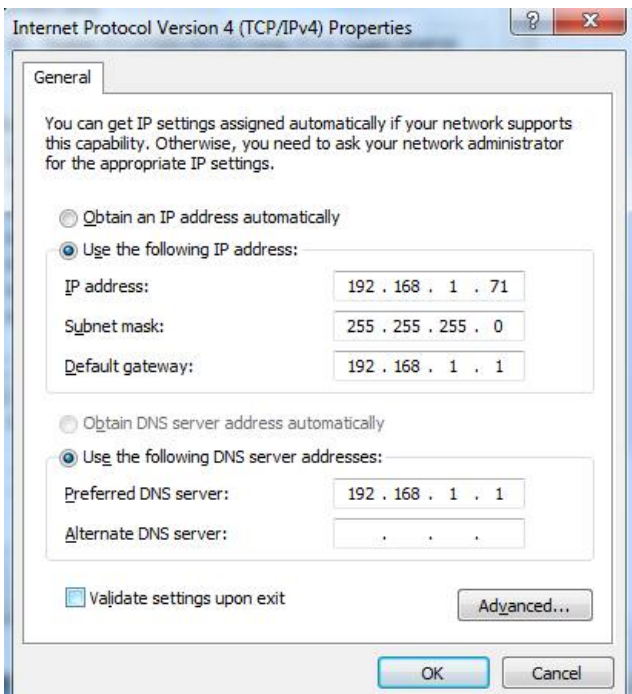 Internet Protocol Version 4 (TCP/IPv4) Properties
General
You can get IP settings assigned automatically if your network supports
this capability. Otherwise, you need to ask your network administrator
for the appropriate IP settings.
Obtain an IP address automatically
Use the following IP address:
IP address: 192 . 168 . 1 . 71
Subnet mask: 255 . 255 . 255 . 0
Default gateway: 192 . 168 . 1 . 1
Obtain DNS server address automatically
Use the following DNS server addresses:
Preferred DNS server: 192 . 168 . 1 . 1
Alternate DNS server: . . .
Validate settings upon exit
Advanced...
OK Cancel